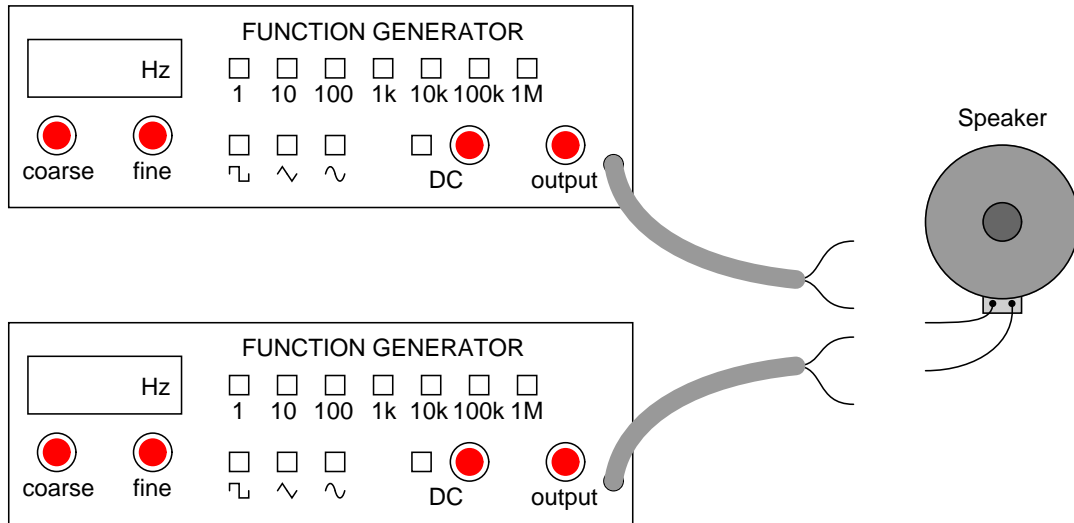 FUNCTION GENERATOR
Hz
1 10 100 1k 10k 100k 1M
coarse fine DC output
Speaker
FUNCTION GENERATOR
Hz
1 10 100 1k 10k 100k 1M
coarse fine DC output